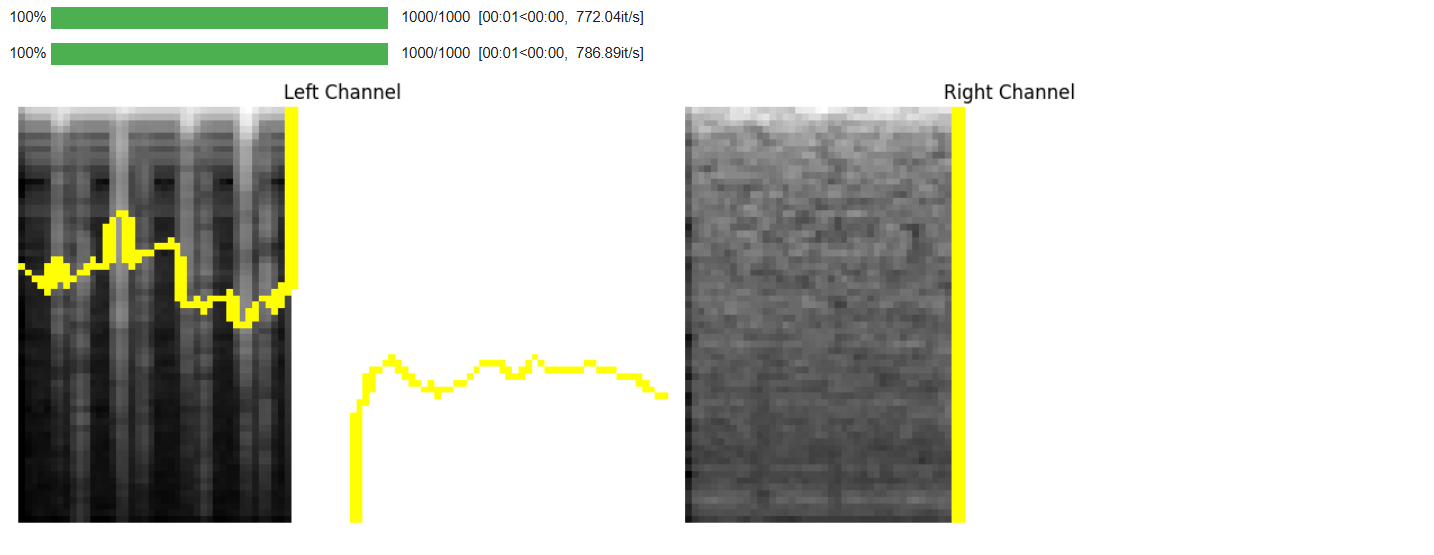 100% 1000/1000 [00:01<00:00, 772.04it/s]
100% 1000/1000 [00:01<00:00, 786.89it/s]
Left Channel
Right Channel